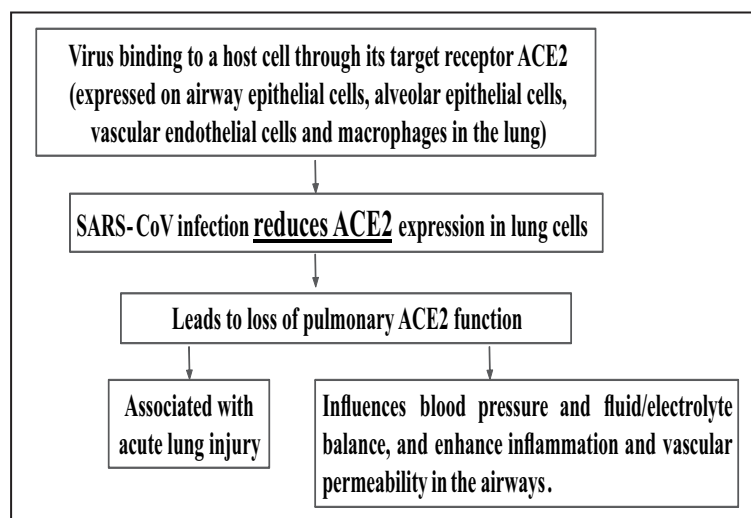 Virus binding to a host cell through its target receptor ACE2
(expressed on airway epithelial cells, alveolar epithelial cells,
vascular endothelial cells and macrophages in the lung)
SARS-CoV infection reduces ACE2 expression in lung cells
Leads to loss of pulmonary ACE2 function
Associated with
acute lung injury
Influences blood pressure and fluid/electrolyte
balance, and enhance inflammation and vascular
permeability in the airways.